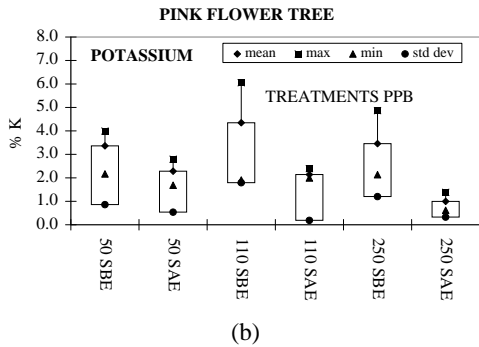 PINK FLOWER TREE
POTASSIUM
mean max min std dev
TREATMENTS PPB
% K
8.0
7.0
6.0
5.0
4.0
3.0
2.0
1.0
0.0
50 SBE
50 SAE
110 SBE
110 SAE
250 SBE
250 SAE
(b)